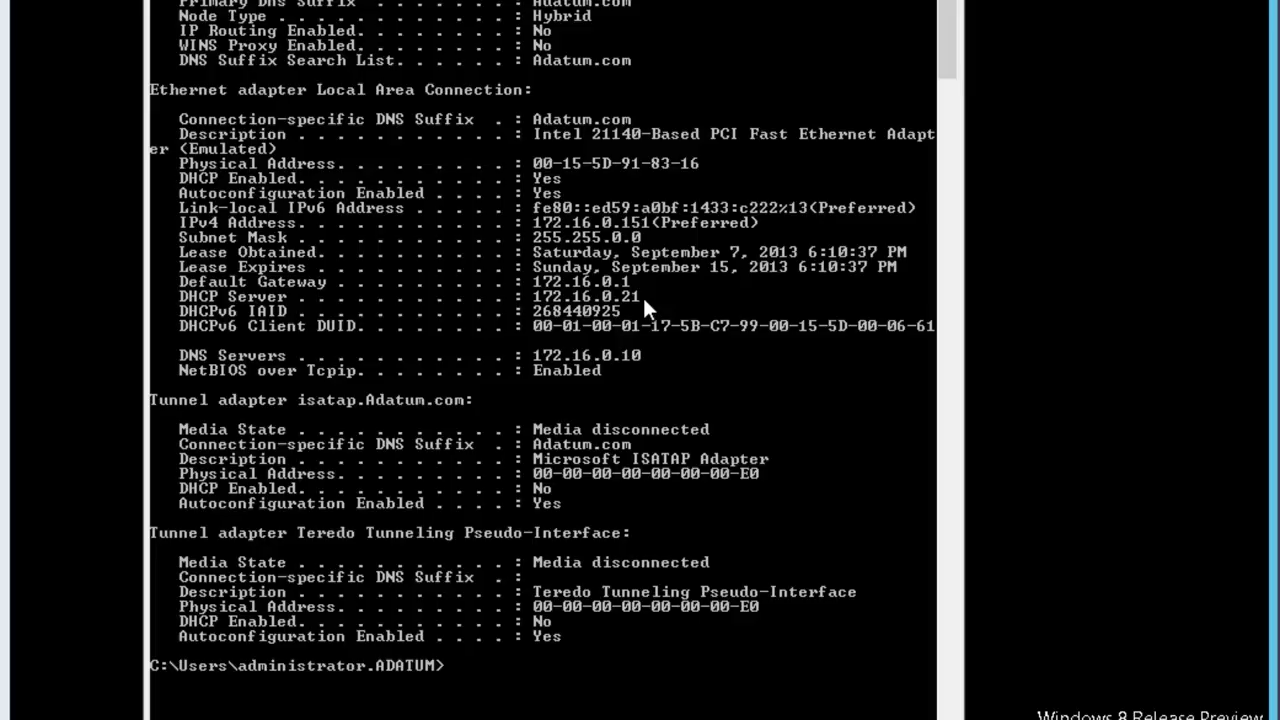 Primary Dns Suffix . . . . . . . : Adatum.com
Node Type . . . . . . . . . . . . : Hybrid
IP Routing Enabled. . . . . . . . : No
WINS Proxy Enabled. . . . . . . . : No
DNS Suffix Search List. . . . . . : Adatum.com
Ethernet adapter Local Area Connection:
Connection-specific DNS Suffix  . : Adatum.com
Description . . . . . . . . . . . : Intel 21140-Based PCI Fast Ethernet Adapt
er (Emulated)
Physical Address. . . . . . . . . : 00-15-5D-91-83-16
DHCP Enabled. . . . . . . . . . . : Yes
Autoconfiguration Enabled . . . . : Yes
Link-local IPv6 Address . . . . . : fe80::ed59:a0bf:1433:c222%13(Preferred)
IPv4 Address. . . . . . . . . . . : 172.16.0.151(Preferred)
Subnet Mask . . . . . . . . . . . : 255.255.0.0
Lease Obtained. . . . . . . . . . : Saturday, September 7, 2013 6:10:37 PM
Lease Expires . . . . . . . . . . : Sunday, September 15, 2013 6:10:37 PM
Default Gateway . . . . . . . . . : 172.16.0.1
DHCP Server . . . . . . . . . . . : 172.16.0.21
DHCPv6 IAID . . . . . . . . . . . : 268440925
DHCPv6 Client DUID. . . . . . . . : 00-01-00-01-17-5B-C7-99-00-15-5D-00-06-61
DNS Servers . . . . . . . . . . . : 172.16.0.10
NetBIOS over Tcpip. . . . . . . . : Enabled
Tunnel adapter isatap.Adatum.com:
Media State . . . . . . . . . . . : Media disconnected
Connection-specific DNS Suffix  . : Adatum.com
Description . . . . . . . . . . . : Microsoft ISATAP Adapter
Physical Address. . . . . . . . . : 00-00-00-00-00-00-00-E0
DHCP Enabled. . . . . . . . . . . : No
Autoconfiguration Enabled . . . . : Yes
Tunnel adapter Teredo Tunneling Pseudo-Interface:
Media State . . . . . . . . . . . : Media disconnected
Connection-specific DNS Suffix  . :
Description . . . . . . . . . . . : Teredo Tunneling Pseudo-Interface
Physical Address. . . . . . . . . : 00-00-00-00-00-00-00-E0
DHCP Enabled. . . . . . . . . . . : No
Autoconfiguration Enabled . . . . : Yes
C:\Users\administrator.ADATUM>
Windows 8 Release Preview